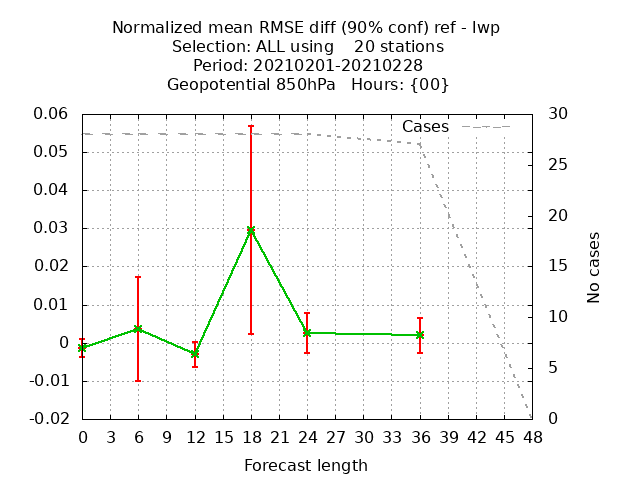 Normalized mean RMSE diff (90% conf) ref - lwp
Selection: ALL using    20 stations
Period: 20210201-20210228
Geopotential 850hPa   Hours: {00}
0.06
0.05
0.04
0.03
0.02
0.01
0
-0.01
-0.02
Cases
30
25
20
15
10
5
0
No cases
0 3 6 9 12 15 18 21 24 27 30 33 36 39 42 45 48
Forecast length